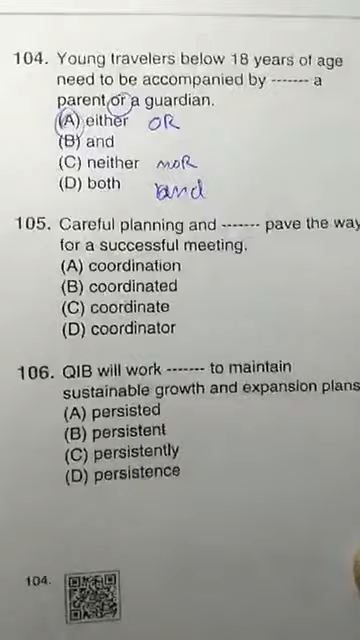 104. Young travelers below 18 years of age
need to be accompanied by ------- a
parent or a guardian.
(A) either OR
(B) and
(C) neither noR
(D) both and
105. Careful planning and ------- pave the way
for a successful meeting.
(A) coordination
(B) coordinated
(C) coordinate
(D) coordinator
106. QIB will work ------- to maintain
sustainable growth and expansion plans
(A) persisted
(B) persistent
(C) persistently
(D) persistence
104.